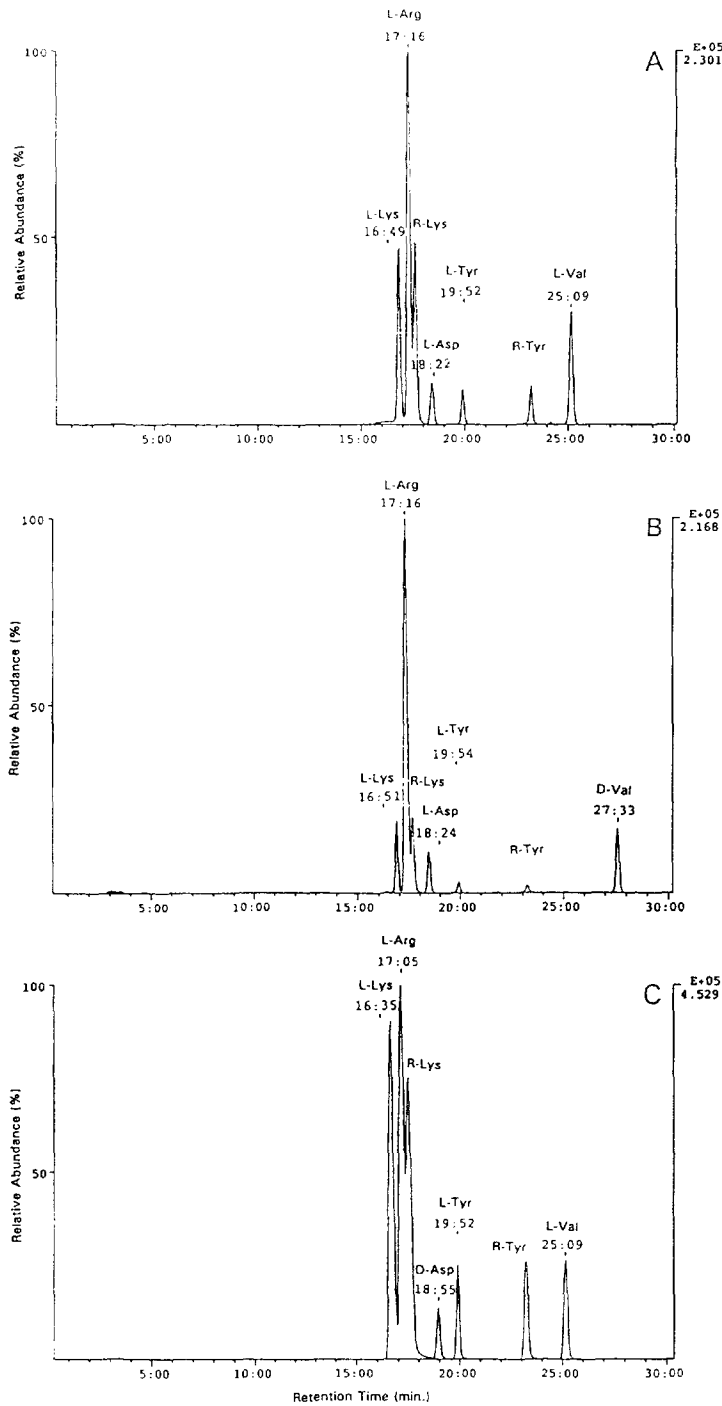 L-Arg
17:16
100
E+05
2.301
A
L-Lys
16:49
R-Lys
50
L-Tyr
19:52
L-Val
25:09
L-Asp
18:22
R-Tyr
Relative Abundance (%)
5:00 10:00 15:00 20:00 25:00 30:00
L-Arg
17:16
100
E+05
2.168
B
50
L-Tyr
19:54
L-Lys
16:51
R-Lys
L-Asp
18:24
D-Val
27:33
R-Tyr
Relative Abundance (%)
5:00 10:00 15:00 20:00 25:00 30:00
L-Arg
17:05
100
E+05
4.529
C
L-Lys
16:35
R-Lys
50
L-Tyr
19:52
L-Val
25:09
R-Tyr
D-Asp
18:55
Relative Abundance (%)
5:00 10:00 15:00 20:00 25:00 30:00
Retention Time (min.)